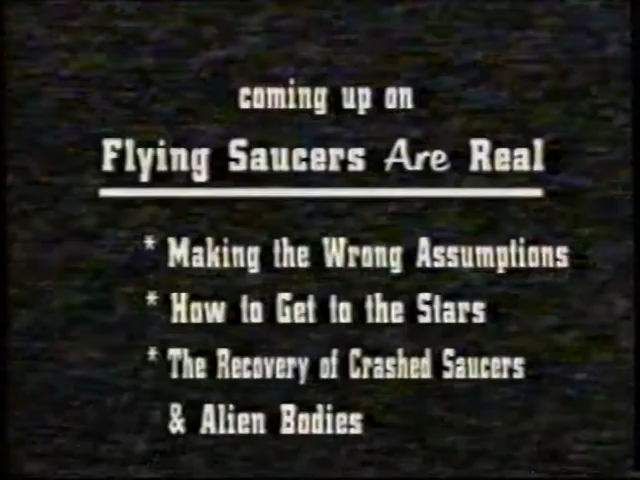 coming up on
Flying Saucers Are Real
* Making the Wrong Assumptions
* How to Get to the Stars
* The Recovery of Crashed Saucers
& Alien Bodies